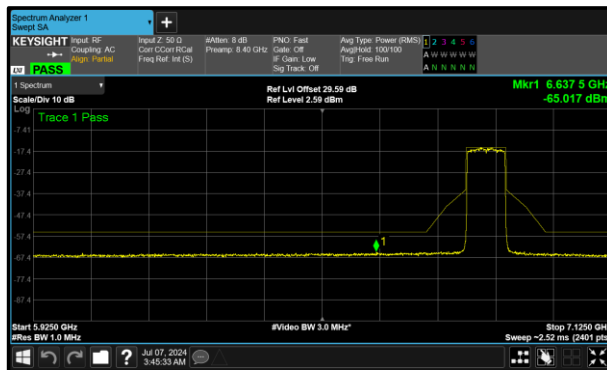 Spectrum Analyzer 1
Swept SA
KEYSIGHT Input: RF Input Z: 50 Ω #Atten: 8 dB PNO: Fast Avg Type: Power (RMS) 1 2 3 4 5 6
Coupling: AC Corr CCorr RCal Preamp: 8.40 GHz Gate: Off Avg|Hold: 100/100 A W W W W W
Align: Partial Freq Ref: Int (S) IF Gain: Low Trig: Free Run
LXI PASS Sig Track: Off A N N N N N
1 Spectrum
Ref Lvl Offset 29.59 dB Mkr1 6.637 5 GHz
Scale/Div 10 dB Ref Level 2.59 dBm -65.017 dBm
Log
Trace 1 Pass
-7.41
-17.4
-27.4
-37.4
-47.4
-57.4
1
-67.4
-77.4
-87.4
Start 5.9250 GHz #Video BW 3.0 MHz* Stop 7.1250 GHz
#Res BW 1.0 MHz Sweep ~2.52 ms (2401 pts)
? Jul 07, 2024
3:45:33 AM